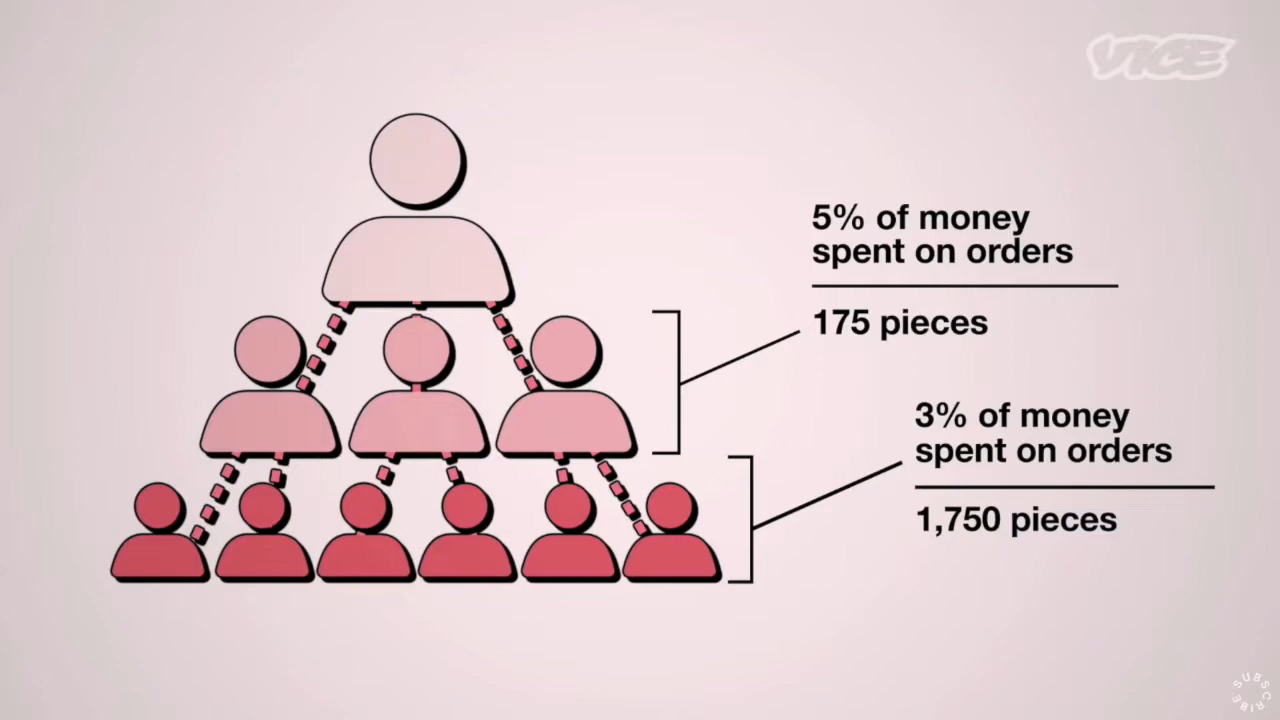 VICE
5% of money
spent on orders
175 pieces
3% of money
spent on orders
1,750 pieces
SUBSCRIBE